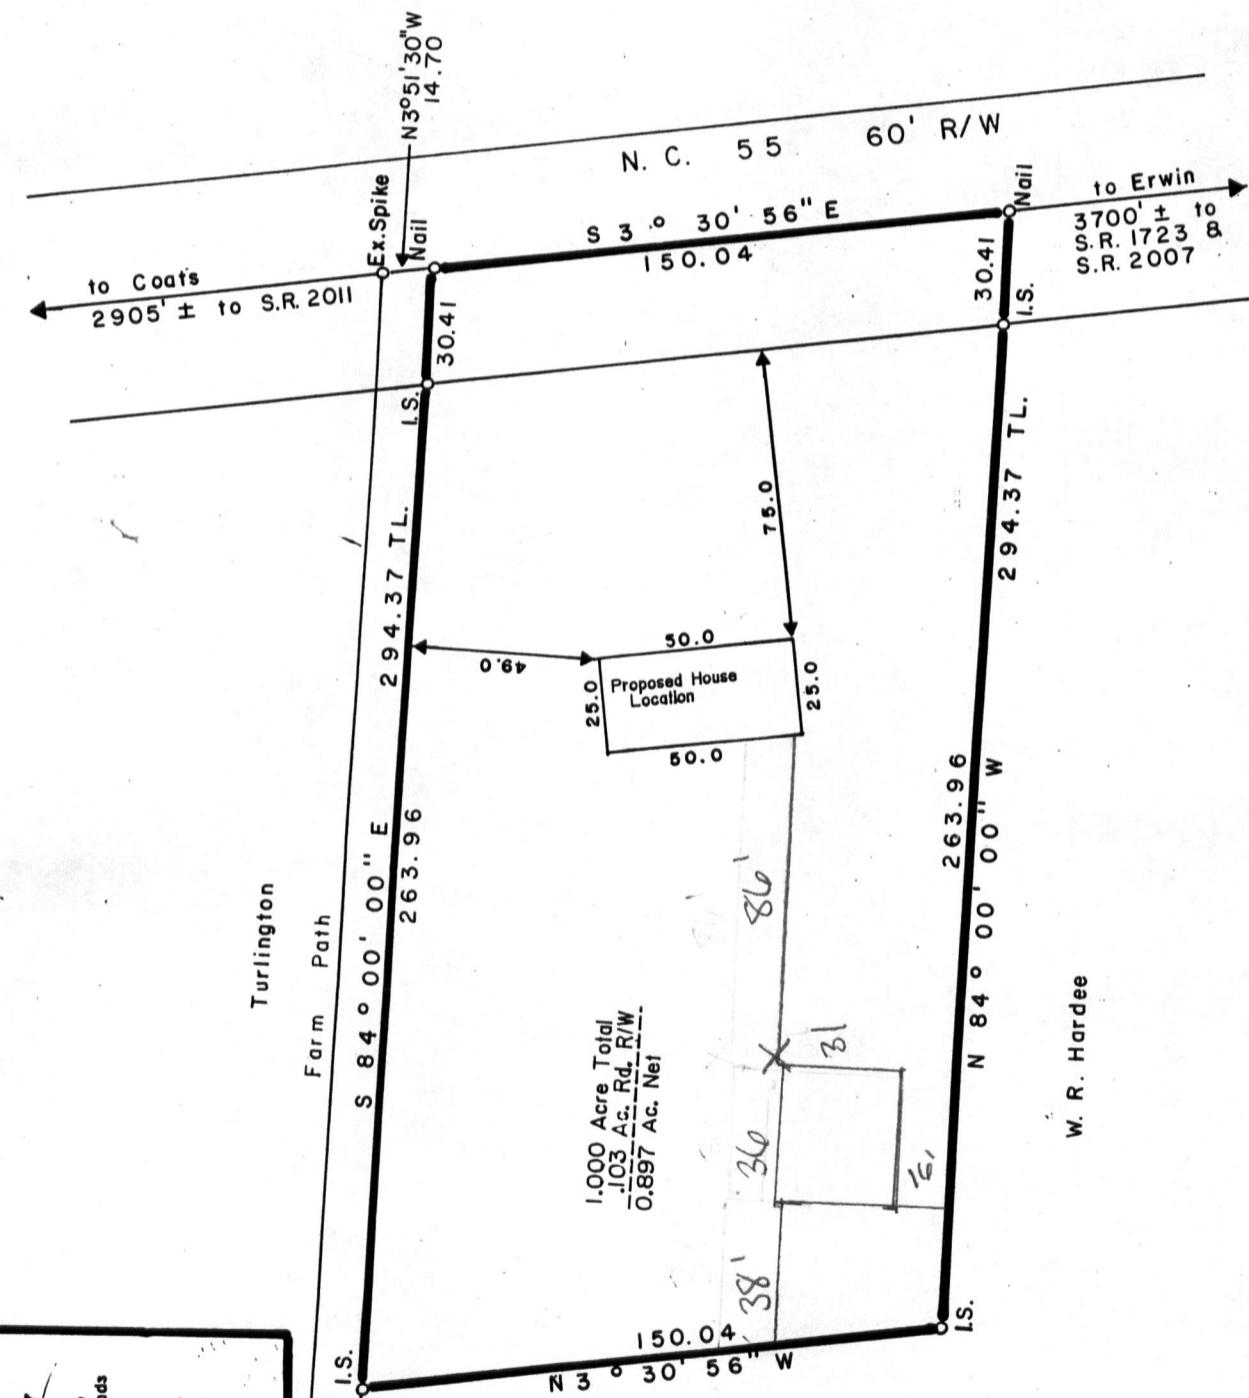 N3°51'30"W
14.70
N. C. 55 60' R/W
Ex.Spike
Nail
to Coats
2905' ± to S.R. 2011
S 3° 30' 56" E
150.04
Nail
to Erwin
3700' ± to
S.R. 1723 &
S.R. 2007
30.41
I.S.
30.41
I.S.
294.37 TL.
294.37 TL.
75.0
49.0
50.0
25.0
Proposed House
Location
25.0
50.0
263.96
S 84° 00' 00" E
263.96
N 84° 00' 00" W
Turlington
Farm Path
86'
31
36
16'
38'
1.000 Acre Total
.103 Ac. Rd. R/W
0.897 Ac. Net
W. R. Hardee
I.S.
150.04
N 3° 30' 56" W
I.S.